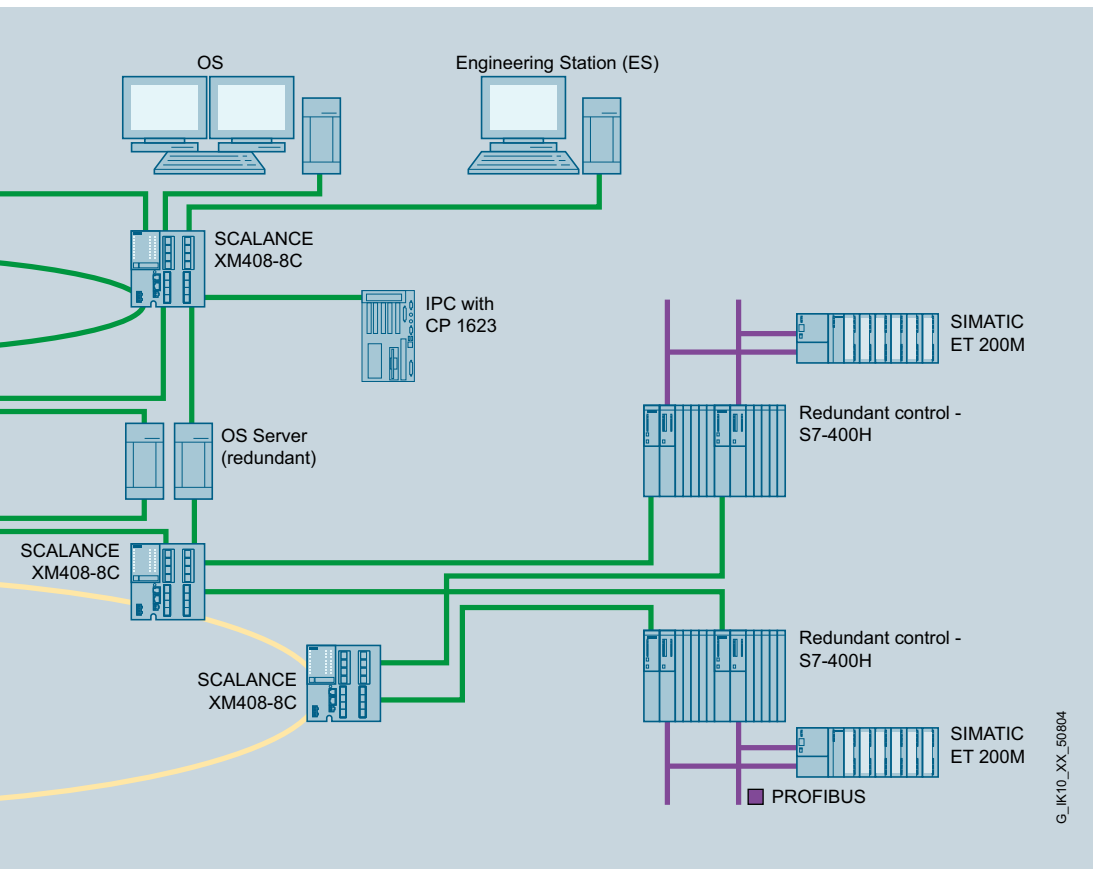 OS
Engineering Station (ES)
SCALANCE
XM408-8C
IPC with
CP 1623
SIMATIC
ET 200M
Redundant control -
S7-400H
OS Server
(redundant)
SCALANCE
XM408-8C
Redundant control -
S7-400H
SCALANCE
XM408-8C
SIMATIC
ET 200M
PROFIBUS
G_IK10_XX_50804